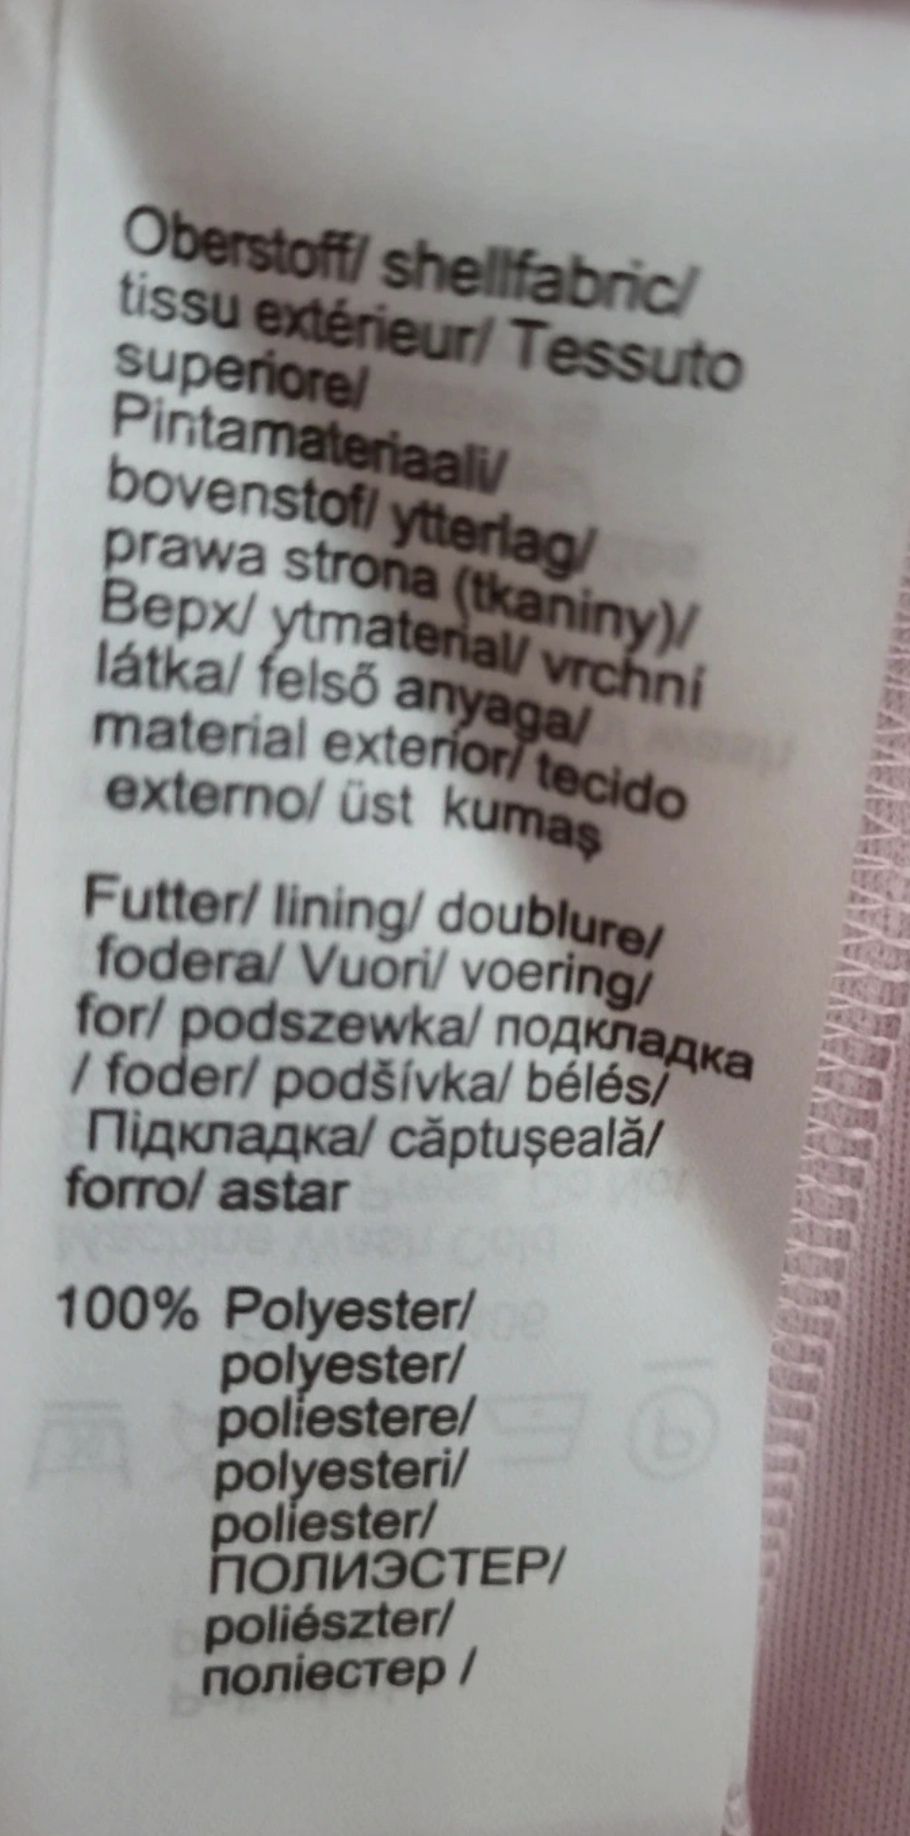 Oberstoff/ shellfabric/
tissu extérieur/ Tessuto
superiore/
Pintamateriaali/
bovenstof/ ytterlag/
prawa strona (tkaniny)/
Верх/ ytmaterial/ vrchní
látka/ felső anyaga/
material exterior/ tecido
externo/ üst kumaş
Futter/ lining/ doublure/
fodera/ Vuori/ voering/
for/ podszewka/ подкладка
/ foder/ podšívka/ bélés/
Підкладка/ căptușeală/
forro/ astar
100% Polyester/
polyester/
poliestere/
polyesteri/
poliester/
ПОЛИЭСТЕР/
poliészter/
поліестер /